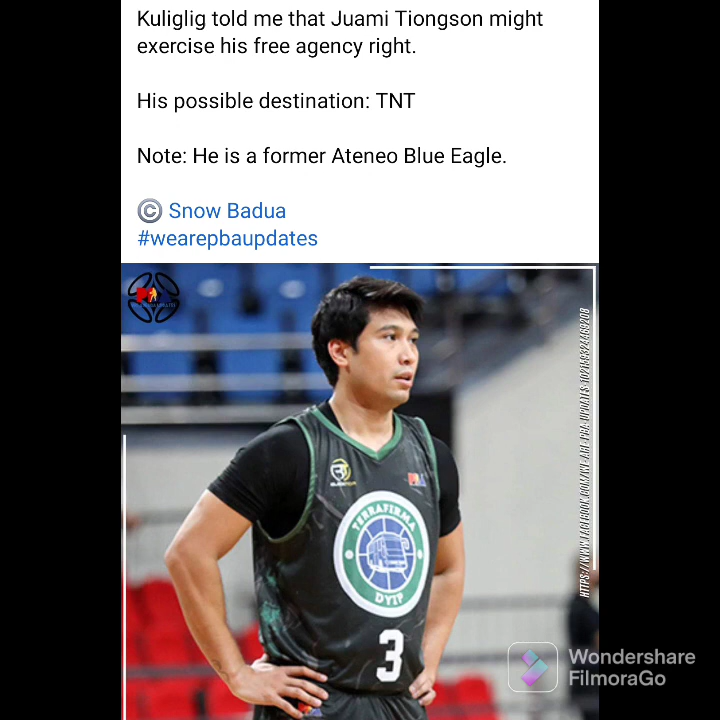 Kuliglig told me that Juami Tiongson might
exercise his free agency right.
His possible destination: TNT
Note: He is a former Ateneo Blue Eagle.
© Snow Badua
#wearepbaupdates
TERRAFIRMA
DYIP
3
Wondershare
FilmoraGo